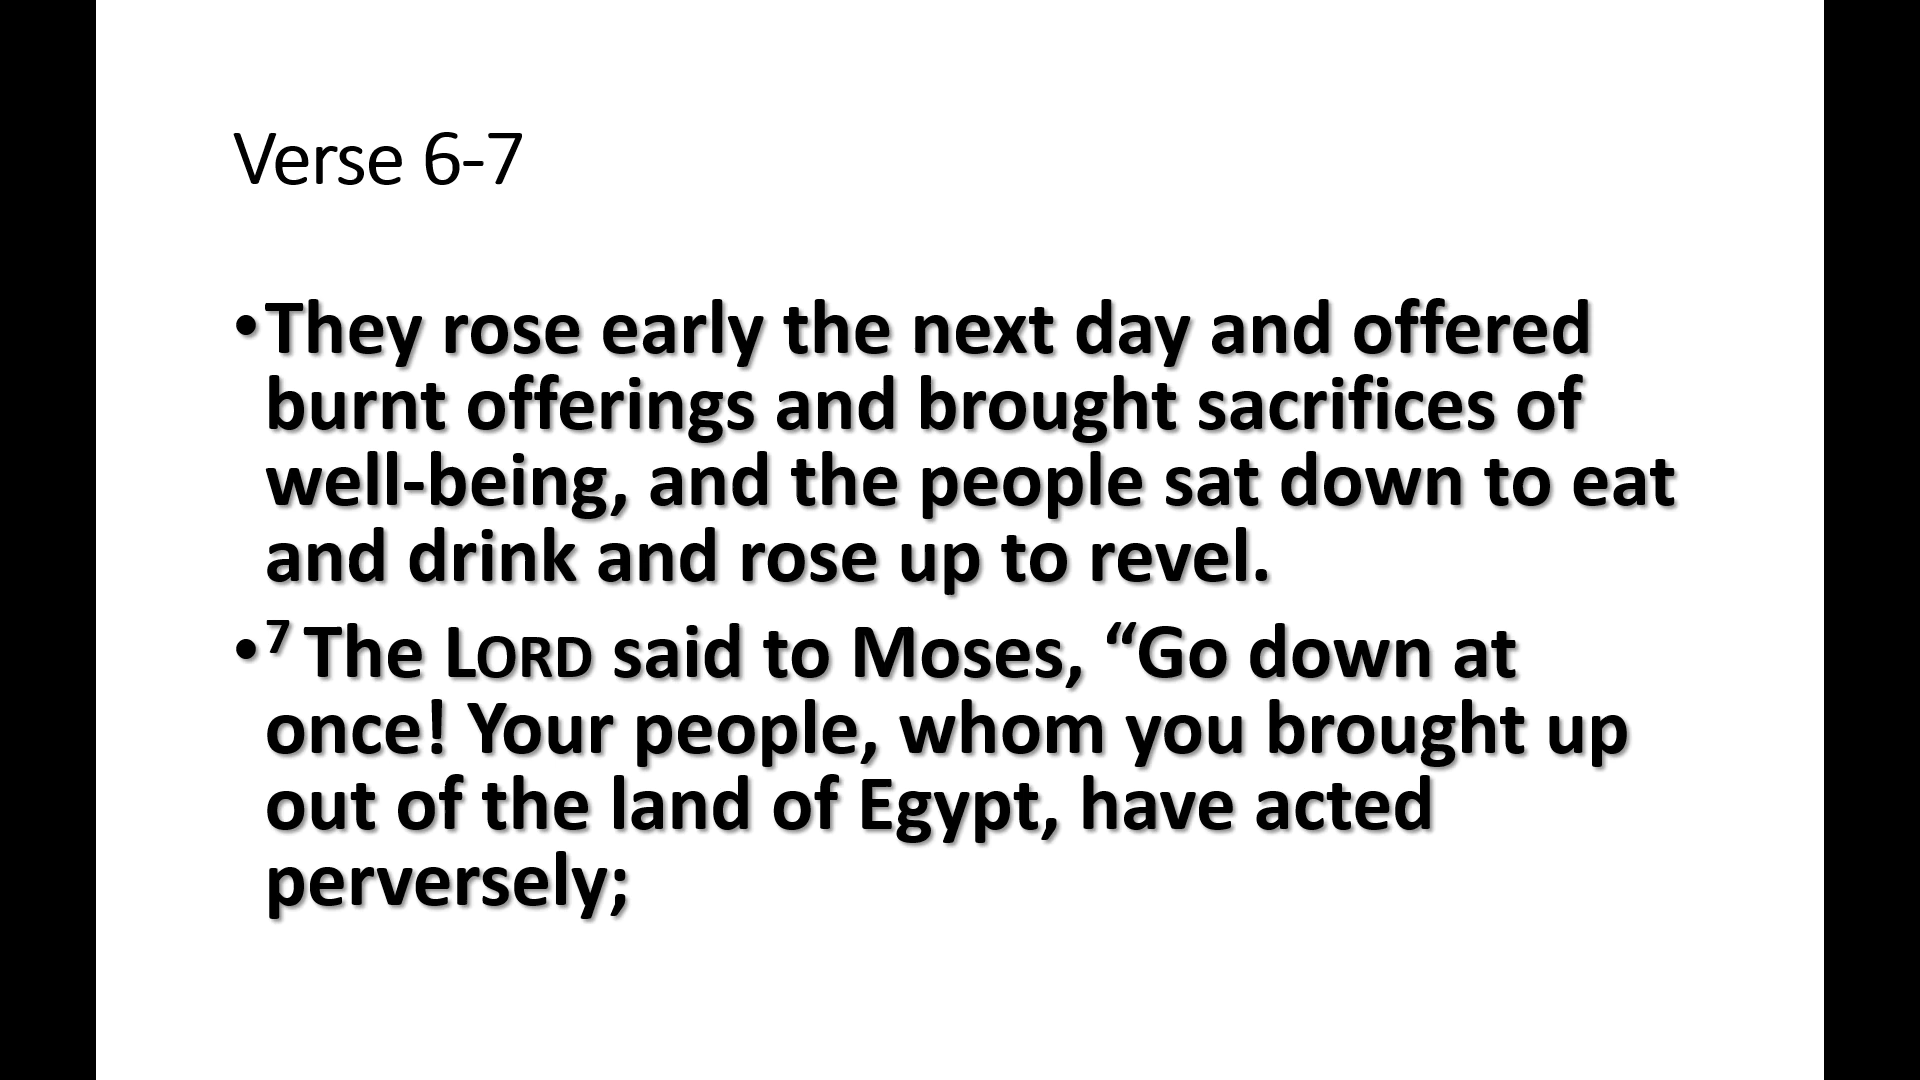 Verse 6-7
•They rose early the next day and offered
burnt offerings and brought sacrifices of
well-being, and the people sat down to eat
and drink and rose up to revel.
•⁷ The LORD said to Moses, “Go down at
once! Your people, whom you brought up
out of the land of Egypt, have acted
perversely;